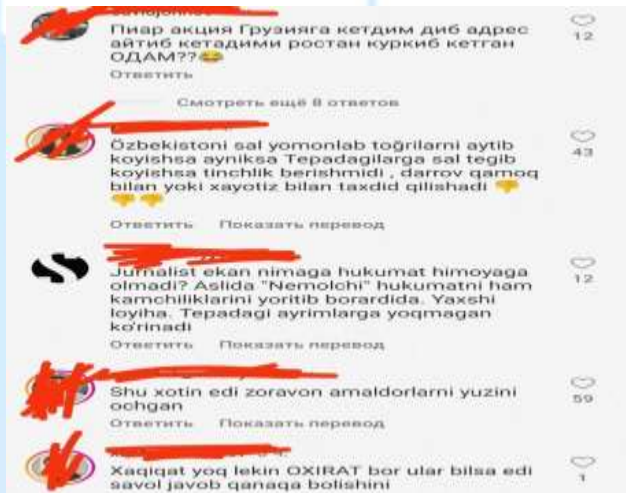 12
Пиар акция Грузияга кетдим диб адрес
айтиб кетадими ростан куркиб кетган
ОДАМ??😂
Ответить
Смотреть ещё 8 ответов
43
Özbekistoni sal yomonlab toğrilarni aytib
koyishsa ayniksa Tepadagilarga sal tegib
koyishsa tinchlik berishmidi , darrov qamoq
bilan yoki xayotiz bilan taxdid qilishadi 👎
👎👎
Ответить Показать перевод
12
Jurnalist ekan nimaga hukumat himoyaga
olmadi? Aslida "Nemolchi" hukumatni ham
kamchiliklarini yoritib borardida. Yaxshi
loyiha. Tepadagi ayrimlarga yoqmagan
ko'rinadi
Ответить Показать перевод
59
Shu xotin edi zoravon amaldorlarni yuzini
ochgan
Ответить Показать перевод
1
Xaqiqat yoq lekin OXIRAT bor ular bilsa edi
savol javob qanaqa bolishini